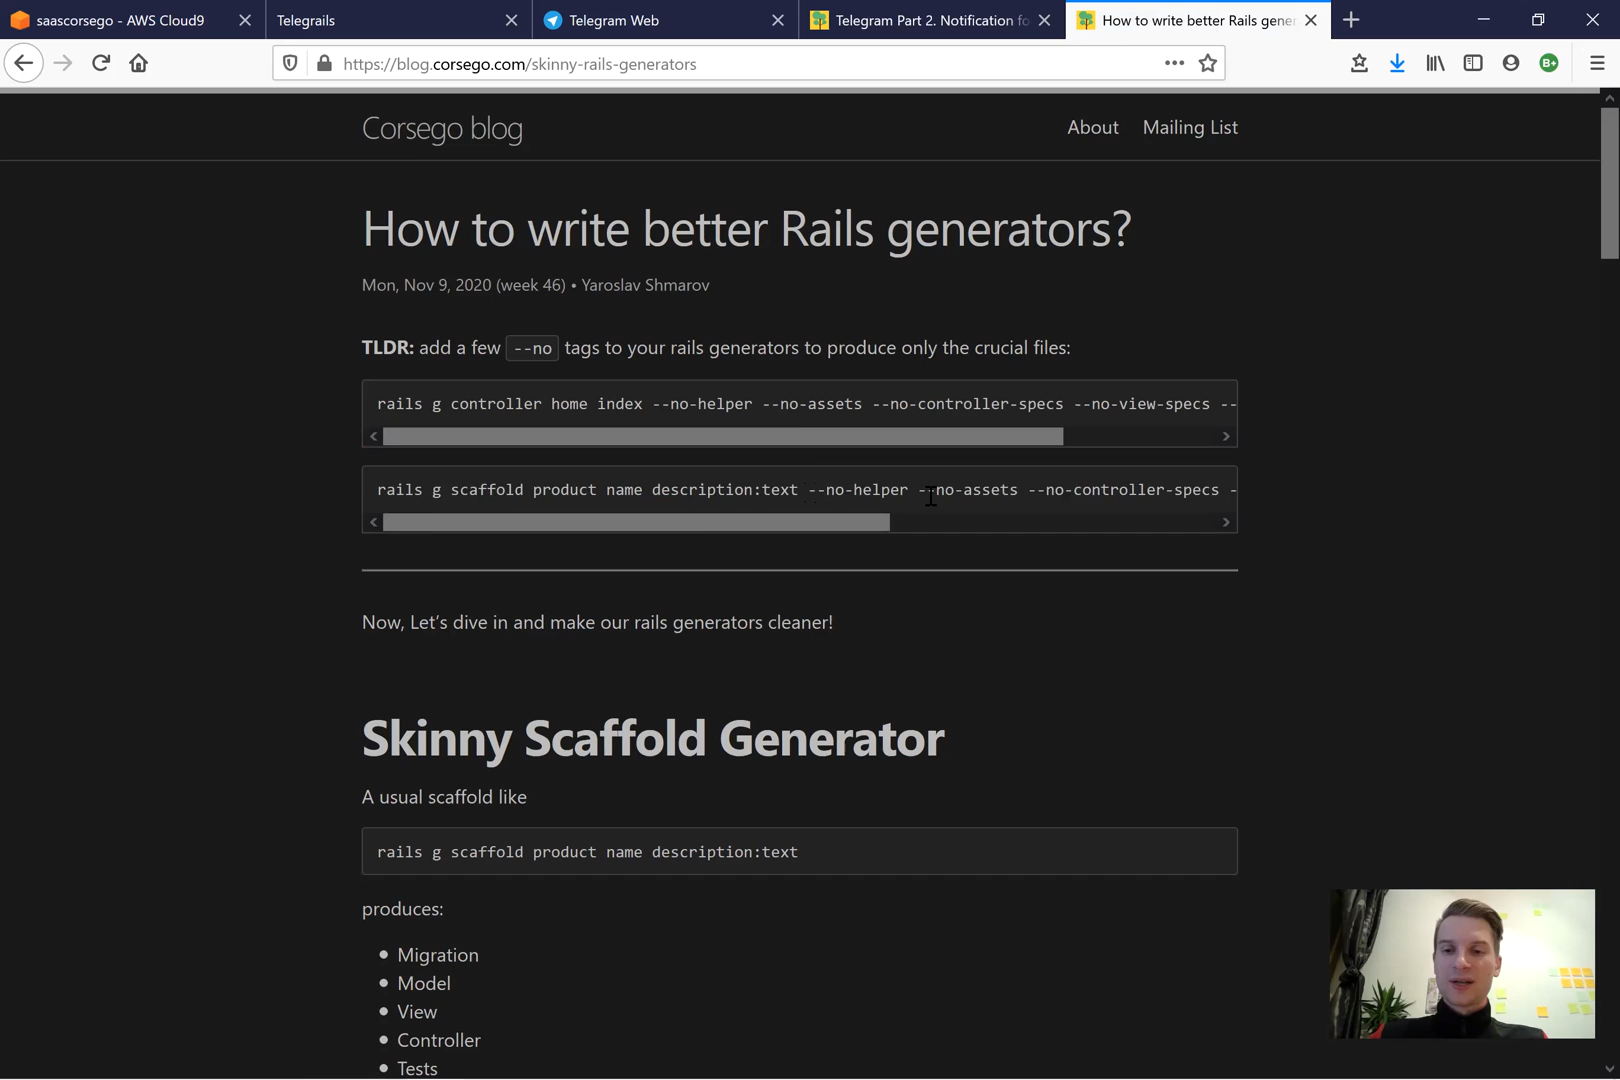 saascorsego - AWS Cloud9
Telegrails
Telegram Web
Telegram Part 2. Notification fo
How to write better Rails gener
https://blog.corsego.com/skinny-rails-generators
Corsego blog
About
Mailing List
How to write better Rails generators?
Mon, Nov 9, 2020 (week 46) • Yaroslav Shmarov
TLDR: add a few --no tags to your rails generators to produce only the crucial files:
rails g controller home index --no-helper --no-assets --no-controller-specs --no-view-specs --
rails g scaffold product name description:text --no-helper --no-assets --no-controller-specs -
Now, Let’s dive in and make our rails generators cleaner!
Skinny Scaffold Generator
A usual scaffold like
rails g scaffold product name description:text
produces:
• Migration
• Model
• View
• Controller
• Tests